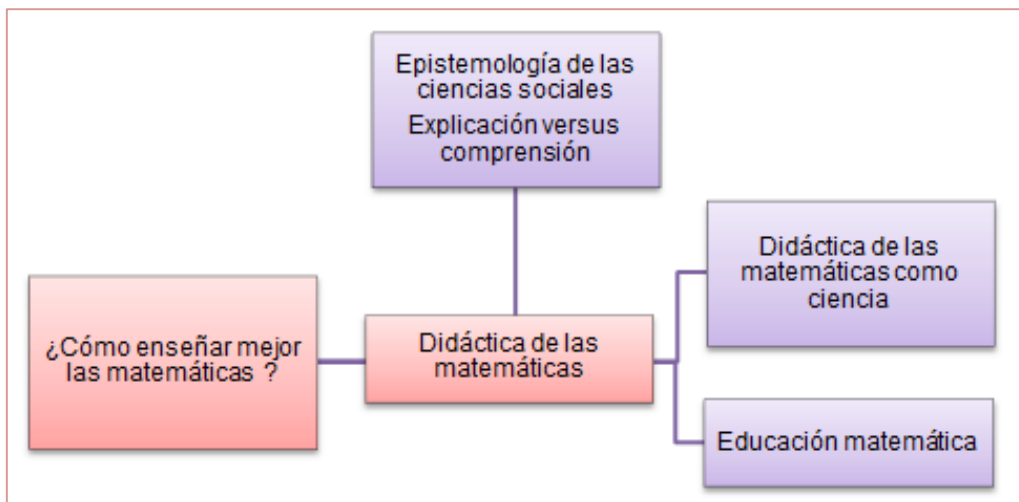 Epistemología de las
ciencias sociales
Explicación versus
comprensión
¿Cómo enseñar mejor
las matemáticas ?
Didáctica de las
matemáticas
Didáctica de las
matemáticas como
ciencia
Educación matemática